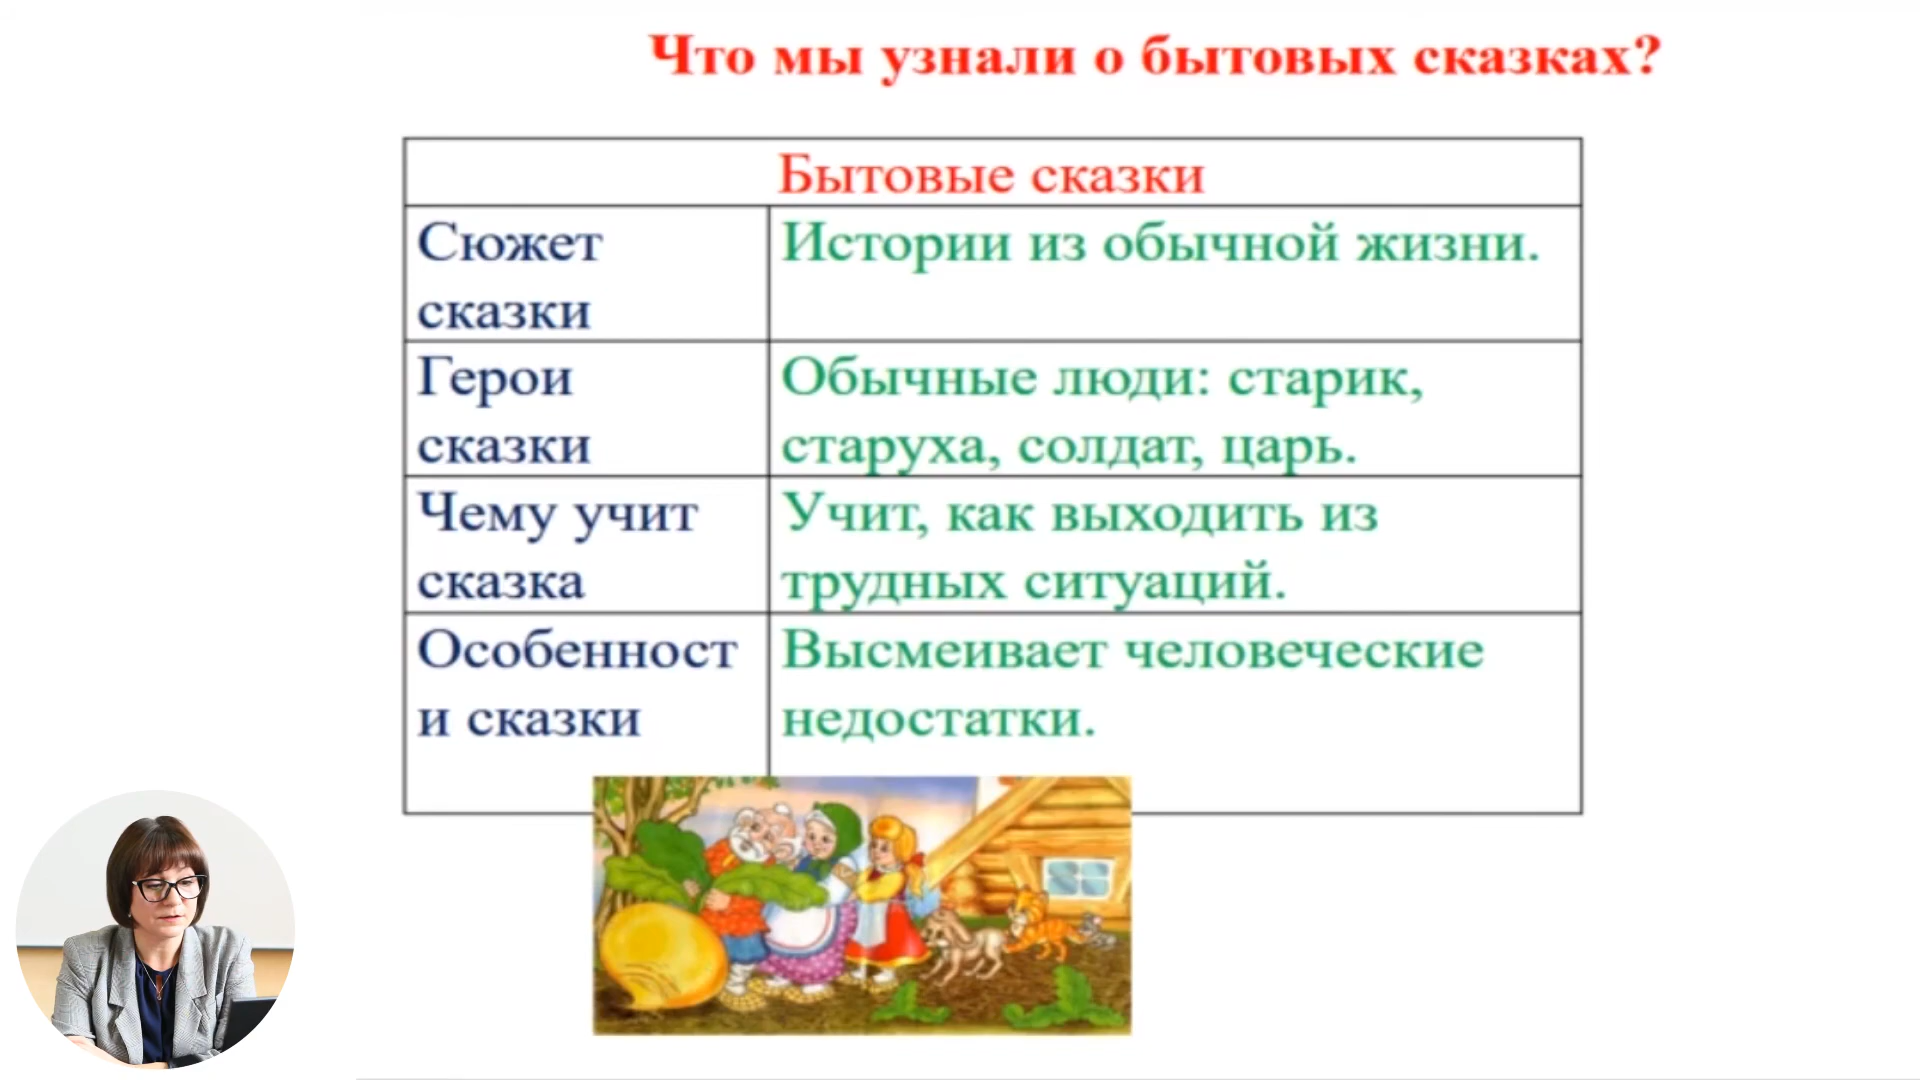 Что мы узнали о бытовых сказках?
Бытовые сказки
Сюжет
сказки
Истории из обычной жизни.
Герои
сказки
Обычные люди: старик,
старуха, солдат, царь.
Чему учит
сказка
Учит, как выходить из
трудных ситуаций.
Особенност
и сказки
Высмеивает человеческие
недостатки.